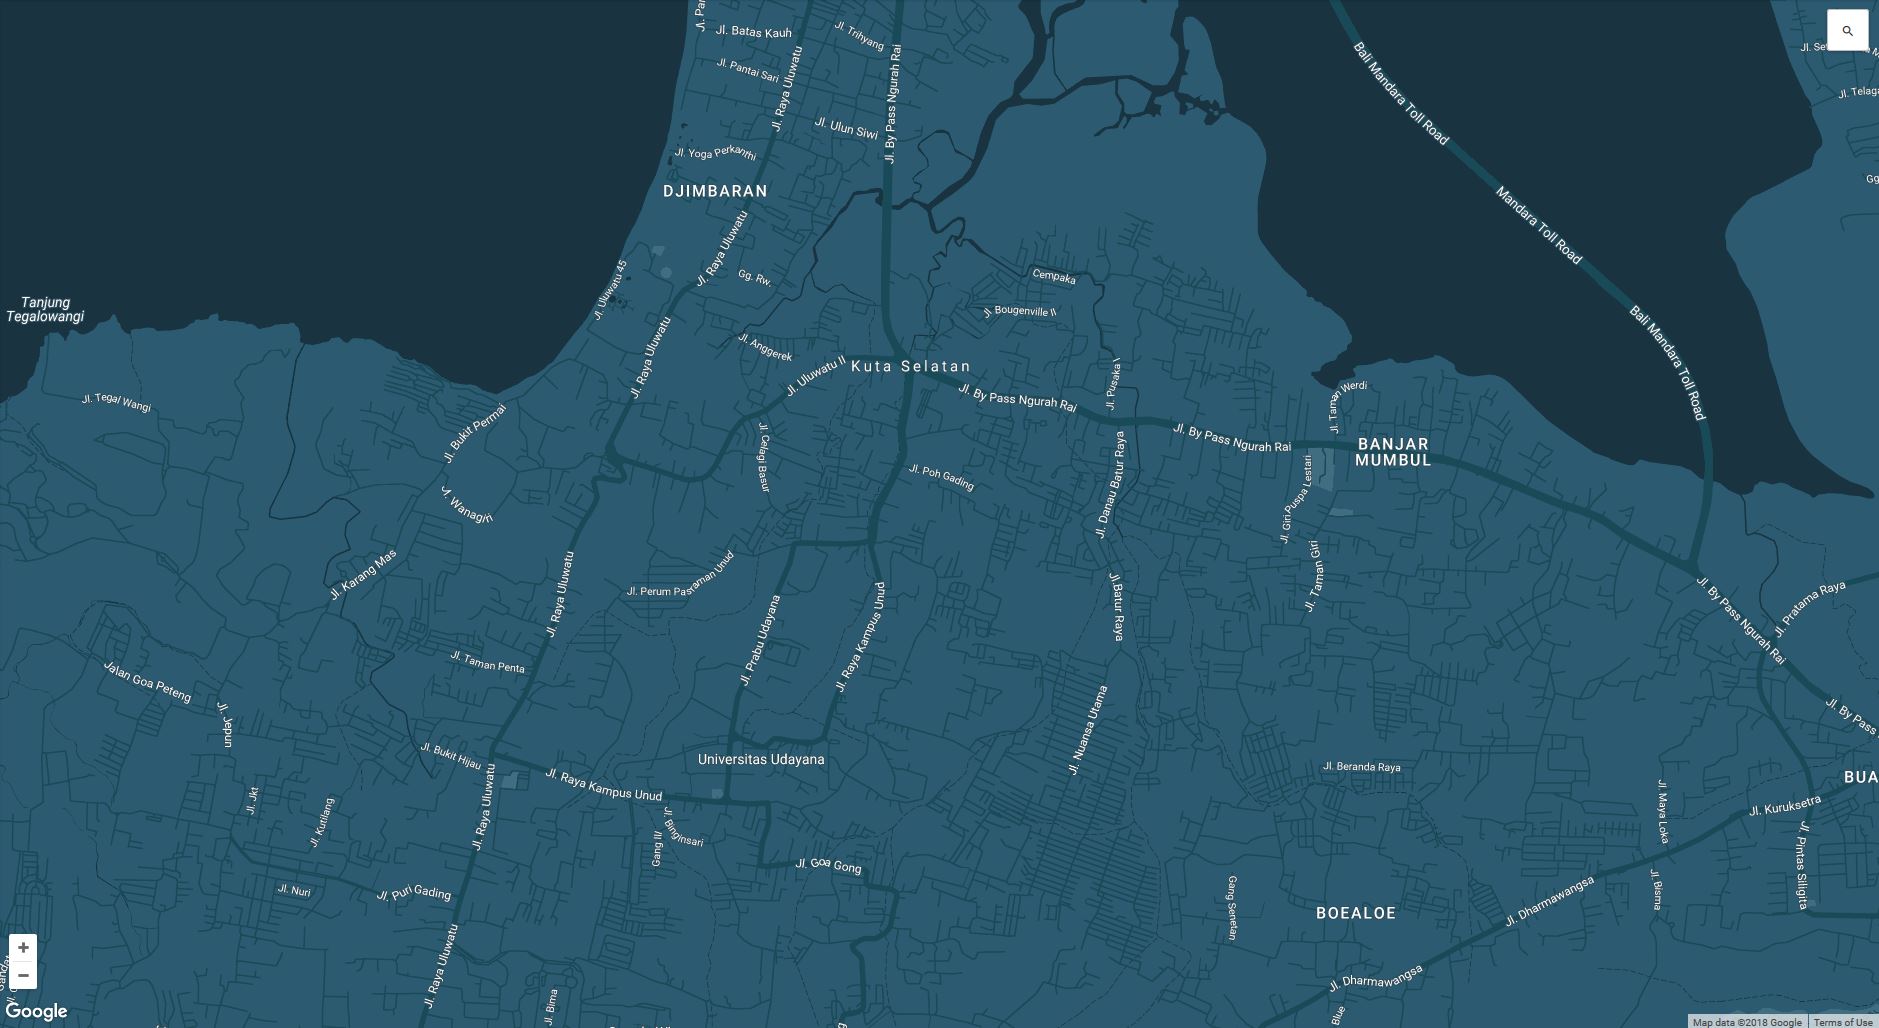 Jl. Batas Kauh
Jl. Trihyang
Jl. Raya Uluwatu
Jl. By Pass Ngurah Rai
Bali Mandara Toll Road
Jl. Pantai Sari
Jl. Ulun Siwi
Jl. Yoga Perkanthi
DJIMBARAN
Mandara Toll Road
Jl. Raya Uluwatu
Jl. Uluwatu 45
Gg. Rw.
Cempaka
Tanjung
Tegalowangi
Jl. Bougenville II
Bali Mandara Toll Road
Jl. Raya Uluwatu
Jl. Anggerek
Jl. Uluwatu II
Kuta Selatan
Jl. By Pass Ngurah Rai
Jl. Pusaka I
Jl. Taman Werdi
Jl. Tegal Wangi
Jl. Bukit Permai
Jl. Celagi Basur
Jl. Poh Gading
Jl. Danau Batur Raya
Jl. By Pass Ngurah Rai
BANJAR
MUMBUL
Jl. Giri Puspa Lestari
Jl. Wanagiri
Jl. Karang Mas
Jl. Raya Uluwatu
Jl. Perum Pasraman Unud
Jl. Prabu Udayana
Jl. Raya Kampus Unud
Jl.Batur Raya
Jl. Taman Giri
Jl. By Pass Ngurah Rai
Jl. Pratama Raya
Jalan Goa Peteng
Jl. Taman Penta
Jl. Jepun
Jl. Nuansa Utama
Jl. By Pass
Jl. Bukit Hijau
Universitas Udayana
Jl. Raya Kampus Unud
Jl. Beranda Raya
BUA
Jl. Jkt
Jl. Kutilang
Jl. Raya Uluwatu
Gang III
Jl. Binginsari
Jl. Maya Loka
Jl. Kuruksetra
Jl. Goa Gong
Jl. Pintas Siligita
Jl. Nuri
Jl. Puri Gading
Gang Senetan
BOEALOE
Jl. Dharmawangsa
Jl. Bisma
Jl. Raya Uluwatu
Jl. Dharmawangsa
Jl. Bima
Blue
Jl. Telaga
Gg
+
−
Google
Map data ©2018 Google
Terms of Use